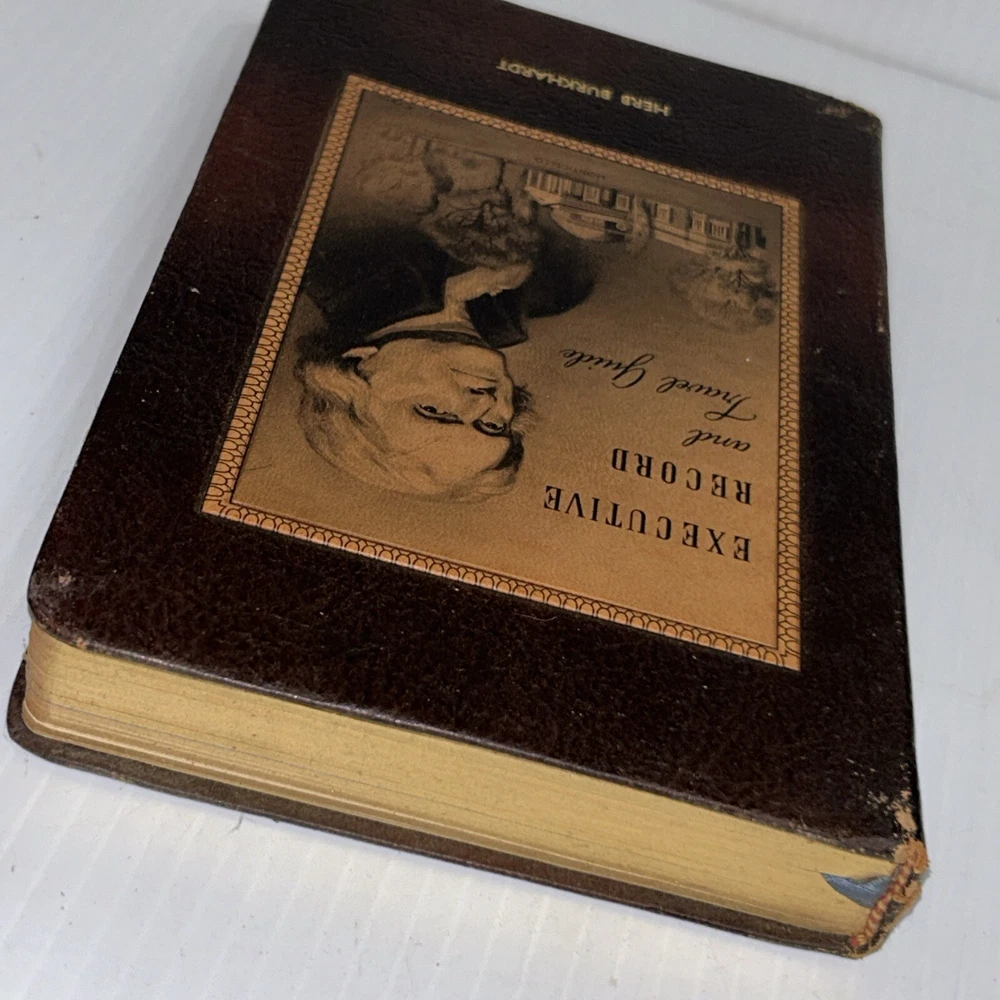 EXECUTIVE
RECORD
and
Travel Guide
HERB BURKHARDT